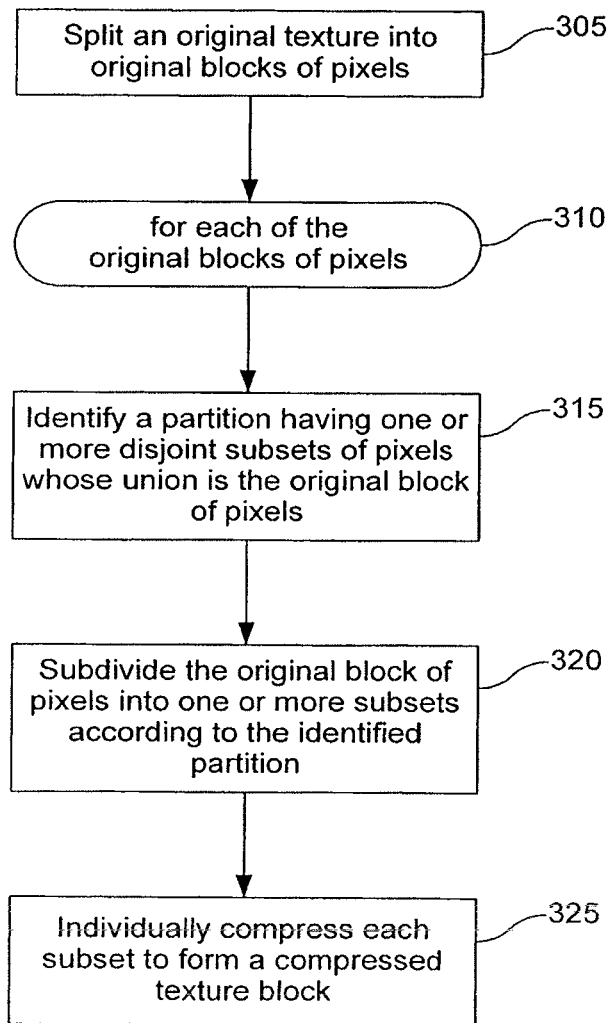 Split an original texture into
original blocks of pixels
305
for each of the
original blocks of pixels
310
Identify a partition having one or
more disjoint subsets of pixels
whose union is the original block
of pixels
315
Subdivide the original block of
pixels into one or more subsets
according to the identified
partition
320
Individually compress each
subset to form a compressed
texture block
325